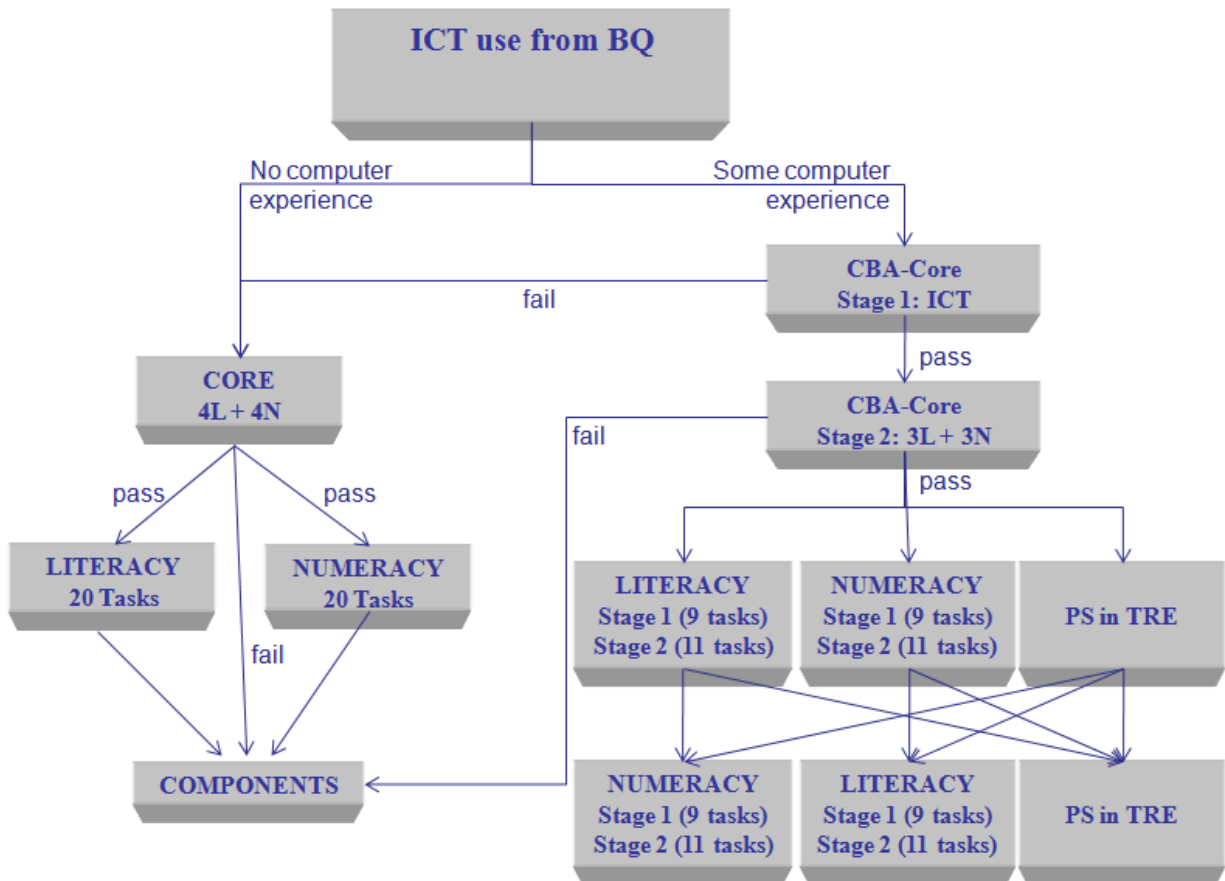 ICT use from BQ
No computer
experience
Some computer
experience
CBA-Core
Stage 1: ICT
fail
pass
CORE
4L + 4N
CBA-Core
Stage 2: 3L + 3N
fail
pass
pass
pass
LITERACY
20 Tasks
NUMERACY
20 Tasks
fail
LITERACY
Stage 1 (9 tasks)
Stage 2 (11 tasks)
NUMERACY
Stage 1 (9 tasks)
Stage 2 (11 tasks)
PS in TRE
COMPONENTS
NUMERACY
Stage 1 (9 tasks)
Stage 2 (11 tasks)
LITERACY
Stage 1 (9 tasks)
Stage 2 (11 tasks)
PS in TRE